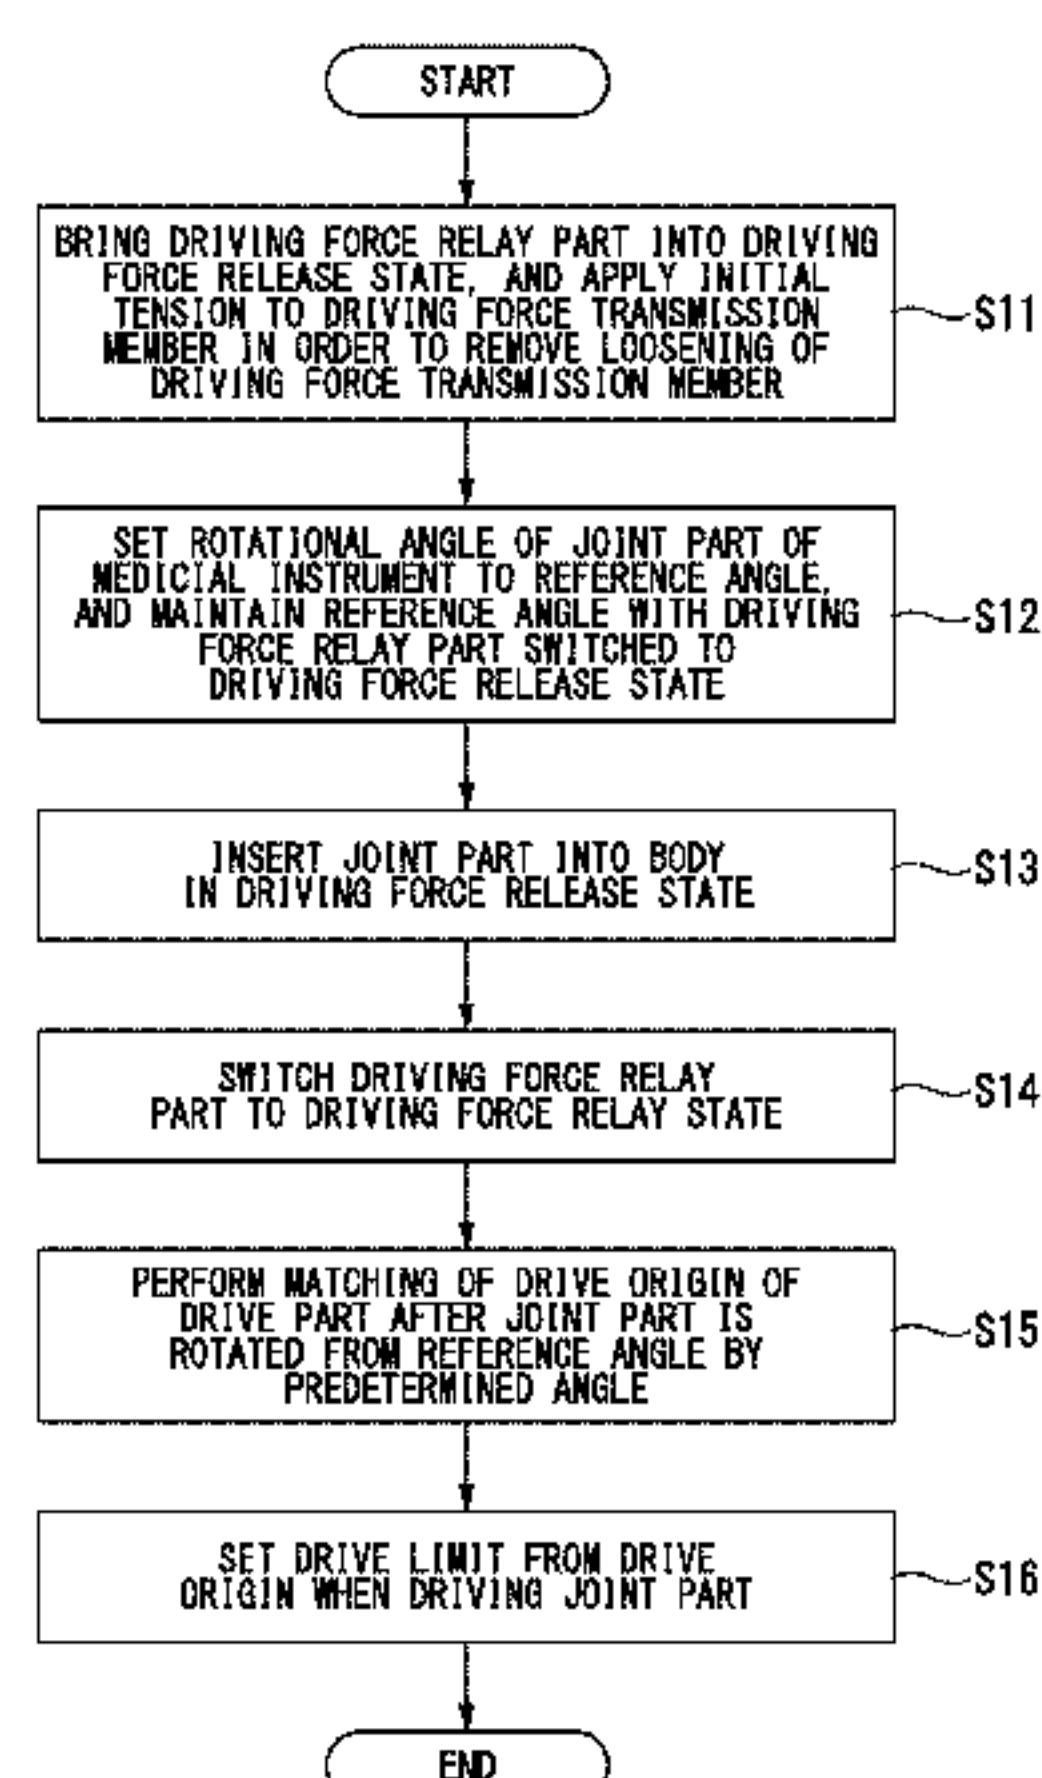 START
BRING DRIVING FORCE RELAY PART INTO DRIVING
FORCE RELEASE STATE, AND APPLY INITIAL
TENSION TO DRIVING FORCE TRANSMISSION
MEMBER IN ORDER TO REMOVE LOOSENING OF
DRIVING FORCE TRANSMISSION MEMBER
S11
SET ROTATIONAL ANGLE OF JOINT PART OF
MEDICIAL INSTRUMENT TO REFERENCE ANGLE,
AND MAINTAIN REFERENCE ANGLE WITH DRIVING
FORCE RELAY PART SWITCHED TO
DRIVING FORCE RELEASE STATE
S12
INSERT JOINT PART INTO BODY
IN DRIVING FORCE RELEASE STATE
S13
SWITCH DRIVING FORCE RELAY
PART TO DRIVING FORCE RELAY STATE
S14
PERFORM MATCHING OF DRIVE ORIGIN OF
DRIVE PART AFTER JOINT PART IS
ROTATED FROM REFERENCE ANGLE BY
PREDETERMINED ANGLE
S15
SET DRIVE LIMIT FROM DRIVE
ORIGIN WHEN DRIVING JOINT PART
S16
END